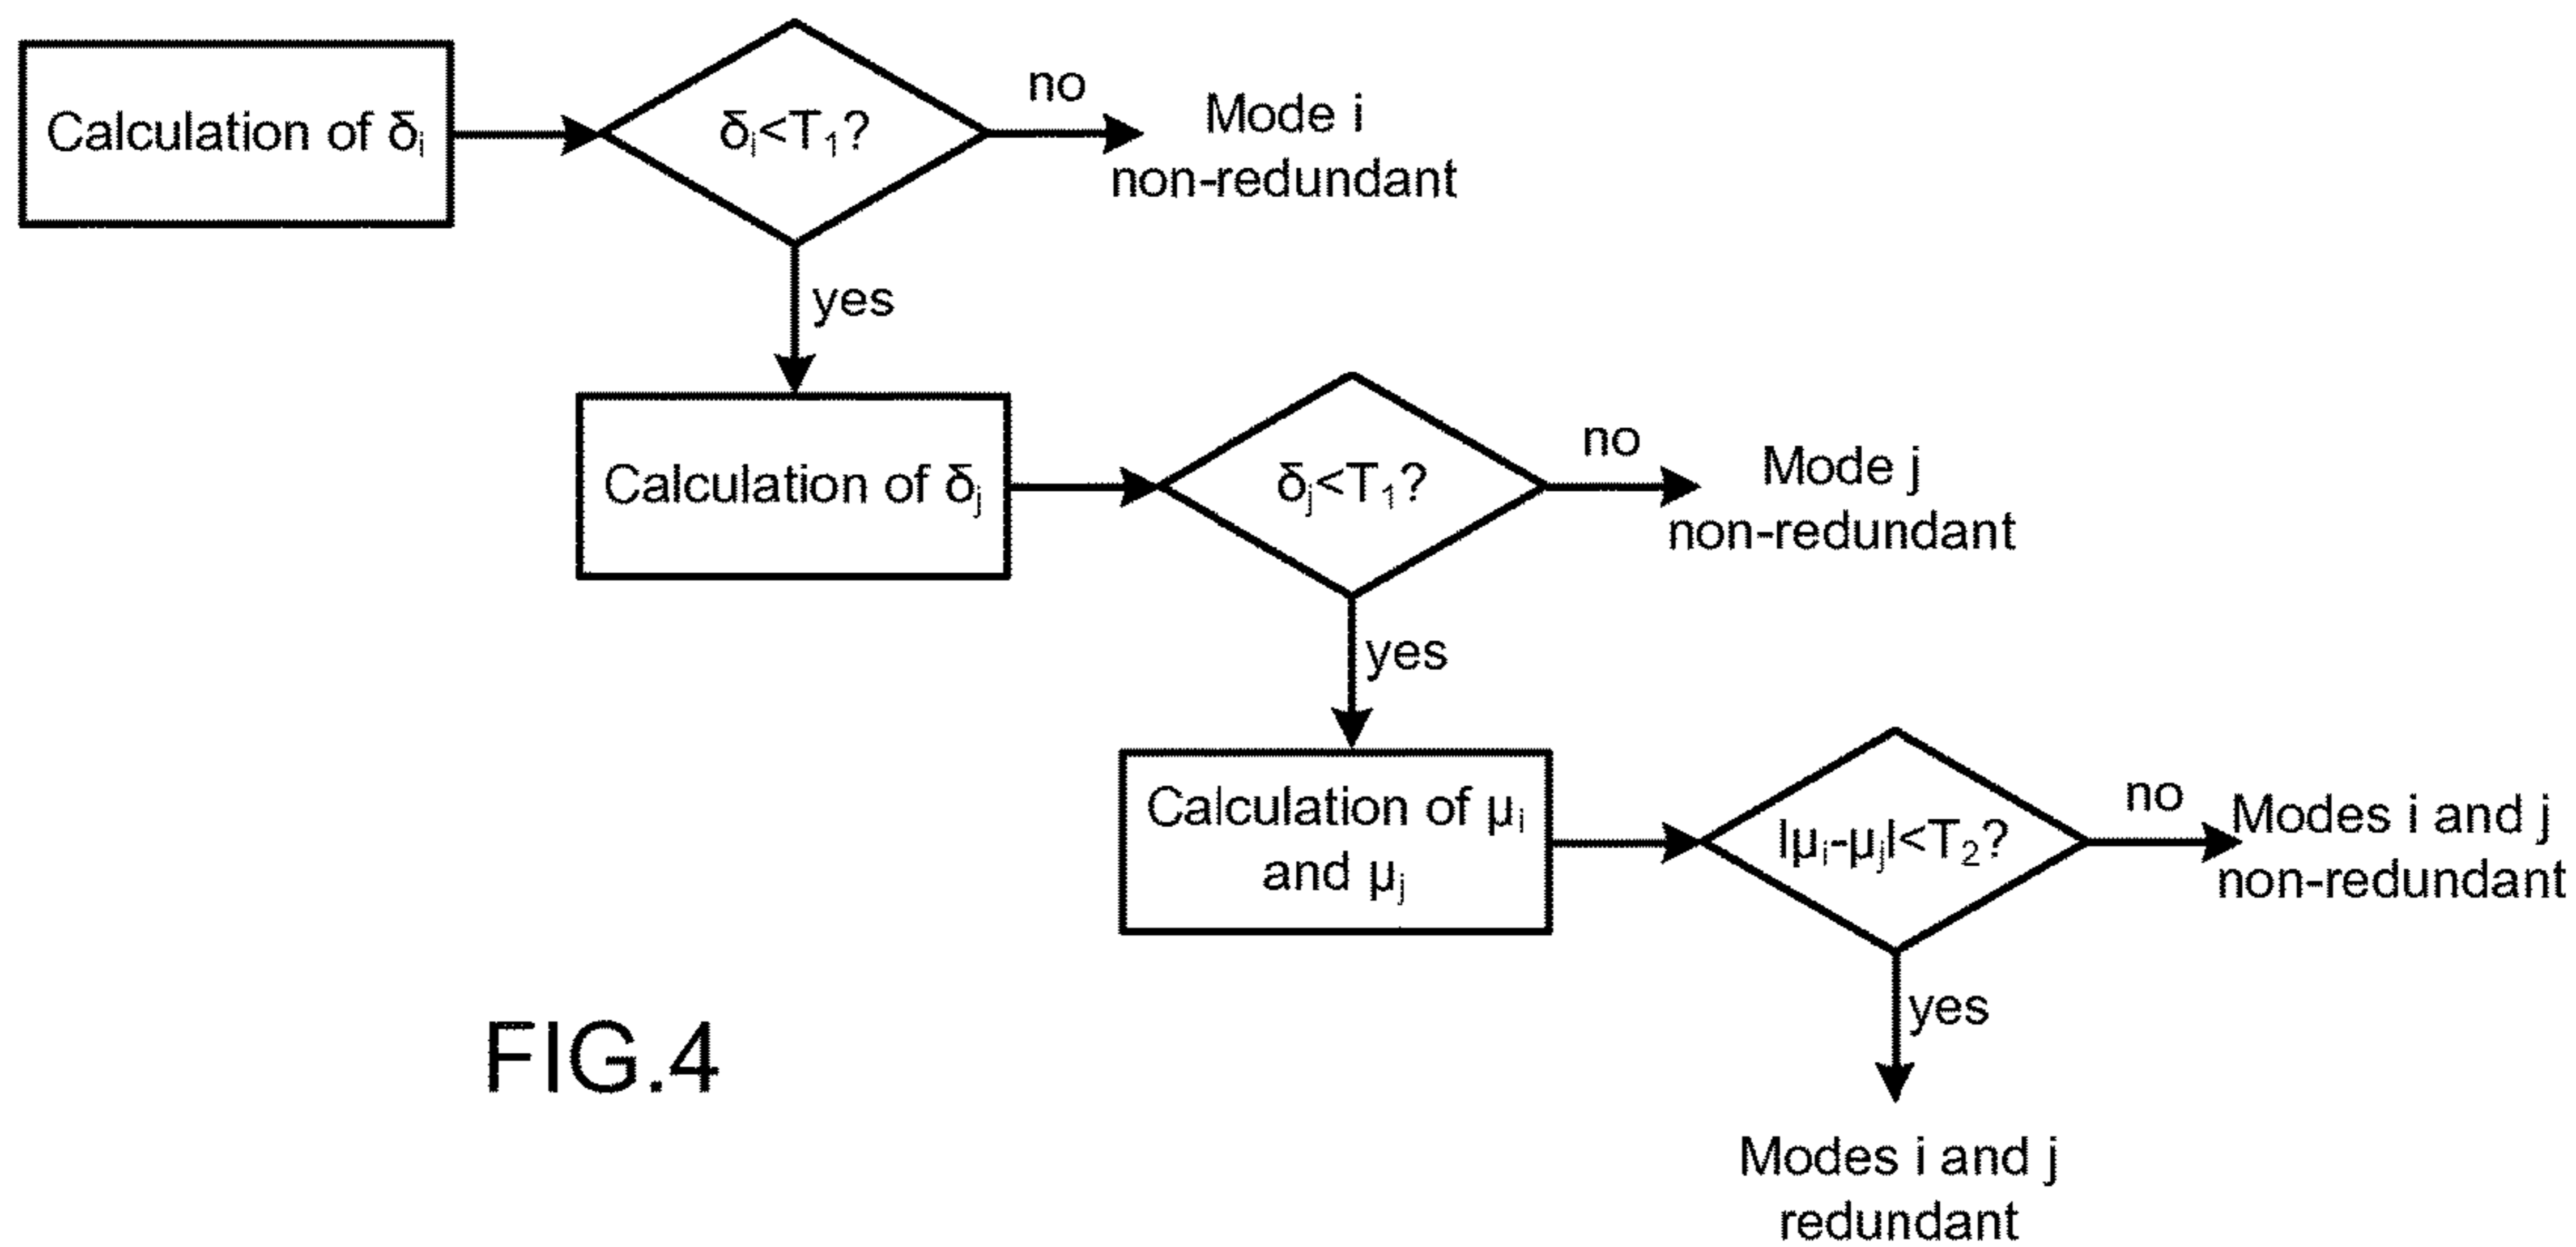 Calculation of δi
δi<T1?
no
Mode i
non-redundant
yes
Calculation of δj
δj<T1?
no
Mode j
non-redundant
yes
Calculation of µi
and µj
|µi-µj|<T2?
no
Modes i and j
non-redundant
yes
Modes i and j
redundant
FIG.4